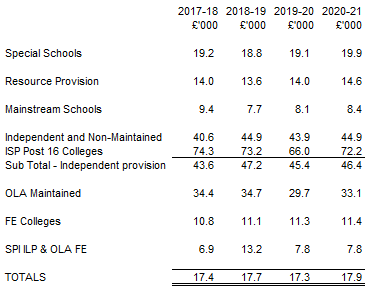 2017-18 2018-19 2019-20 2020-21
£'000 £'000 £'000 £'000
Special Schools 19.2 18.8 19.1 19.9
Resource Provision 14.0 13.6 14.0 14.6
Mainstream Schools 9.4 7.7 8.1 8.4
Independent and Non-Maintained 40.6 44.9 43.9 44.9
ISP Post 16 Colleges 74.3 73.2 66.0 72.2
Sub Total - Independent provision 43.6 47.2 45.4 46.4
OLA Maintained 34.4 34.7 29.7 33.1
FE Colleges 10.8 11.1 11.3 11.4
SPI ILP & OLA FE 6.9 13.2 7.8 7.8
TOTALS 17.4 17.7 17.3 17.9